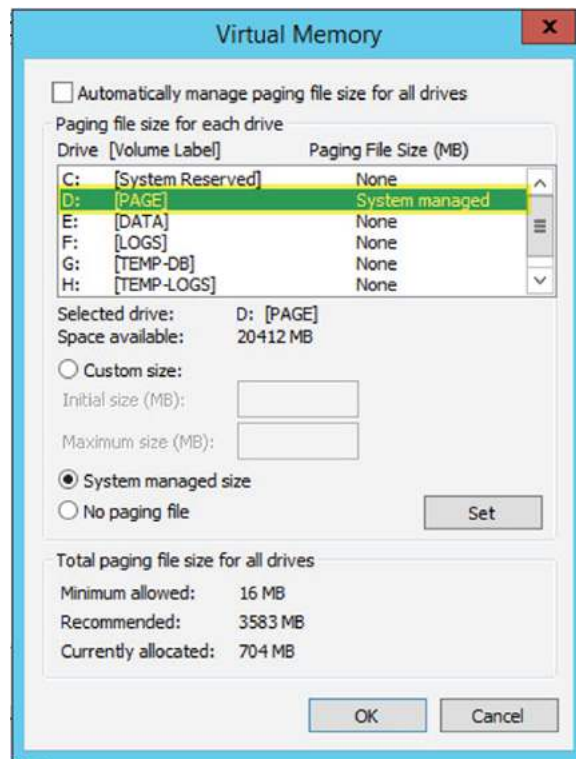 Virtual Memory
x
Automatically manage paging file size for all drives
Paging file size for each drive
Drive [Volume Label] Paging File Size (MB)
C: [System Reserved] None
D: [PAGE] System managed
E: [DATA] None
F: [LOGS] None
G: [TEMP-DB] None
H: [TEMP-LOGS] None
Selected drive: D: [PAGE]
Space available: 20412 MB
Custom size:
Initial size (MB):
Maximum size (MB):
System managed size
No paging file
Set
Total paging file size for all drives
Minimum allowed: 16 MB
Recommended: 3583 MB
Currently allocated: 704 MB
OK Cancel